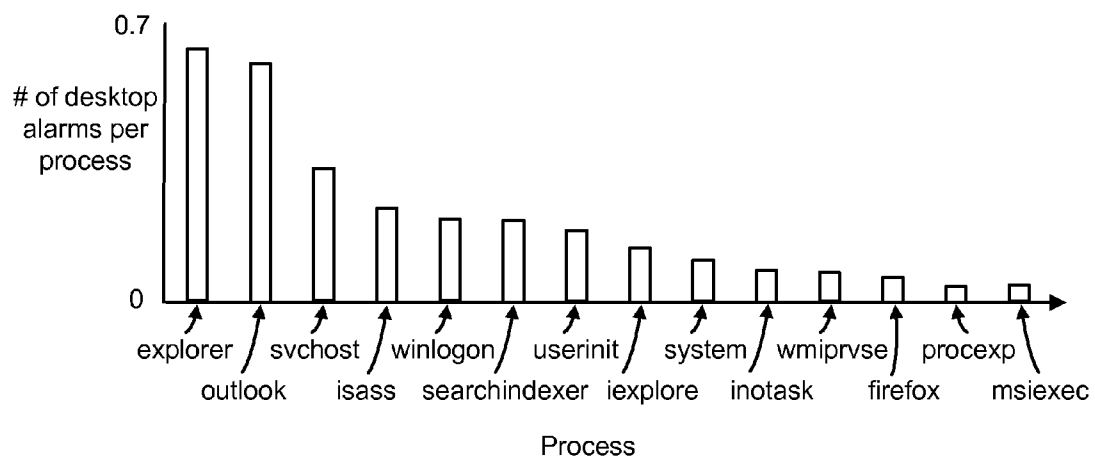 0.7
# of desktop
alarms per
process
0
explorer svchost winlogon userinit system wmiprvse procexp
outlook isass searchindexer iexplore inotask firefox msiexec
Process